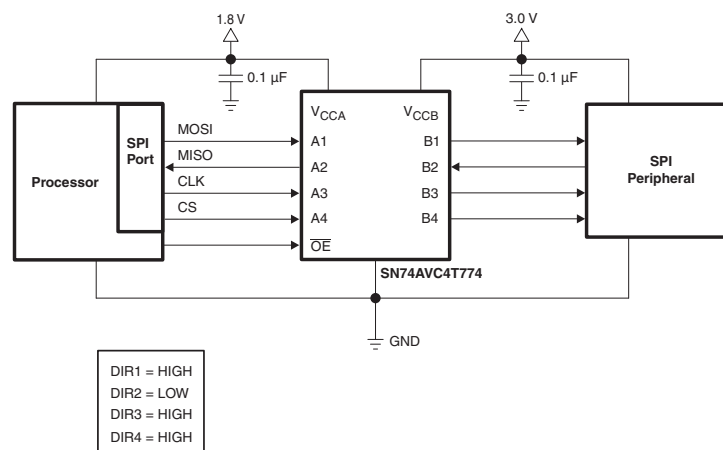 1.8 V
3.0 V
0.1 µF
0.1 µF
Processor
SPI
Port
MOSI
MISO
CLK
CS
VCCA
VCCB
A1
A2
A3
A4
OE
B1
B2
B3
B4
SN74AVC4T774
SPI
Peripheral
GND
DIR1 = HIGH
DIR2 = LOW
DIR3 = HIGH
DIR4 = HIGH